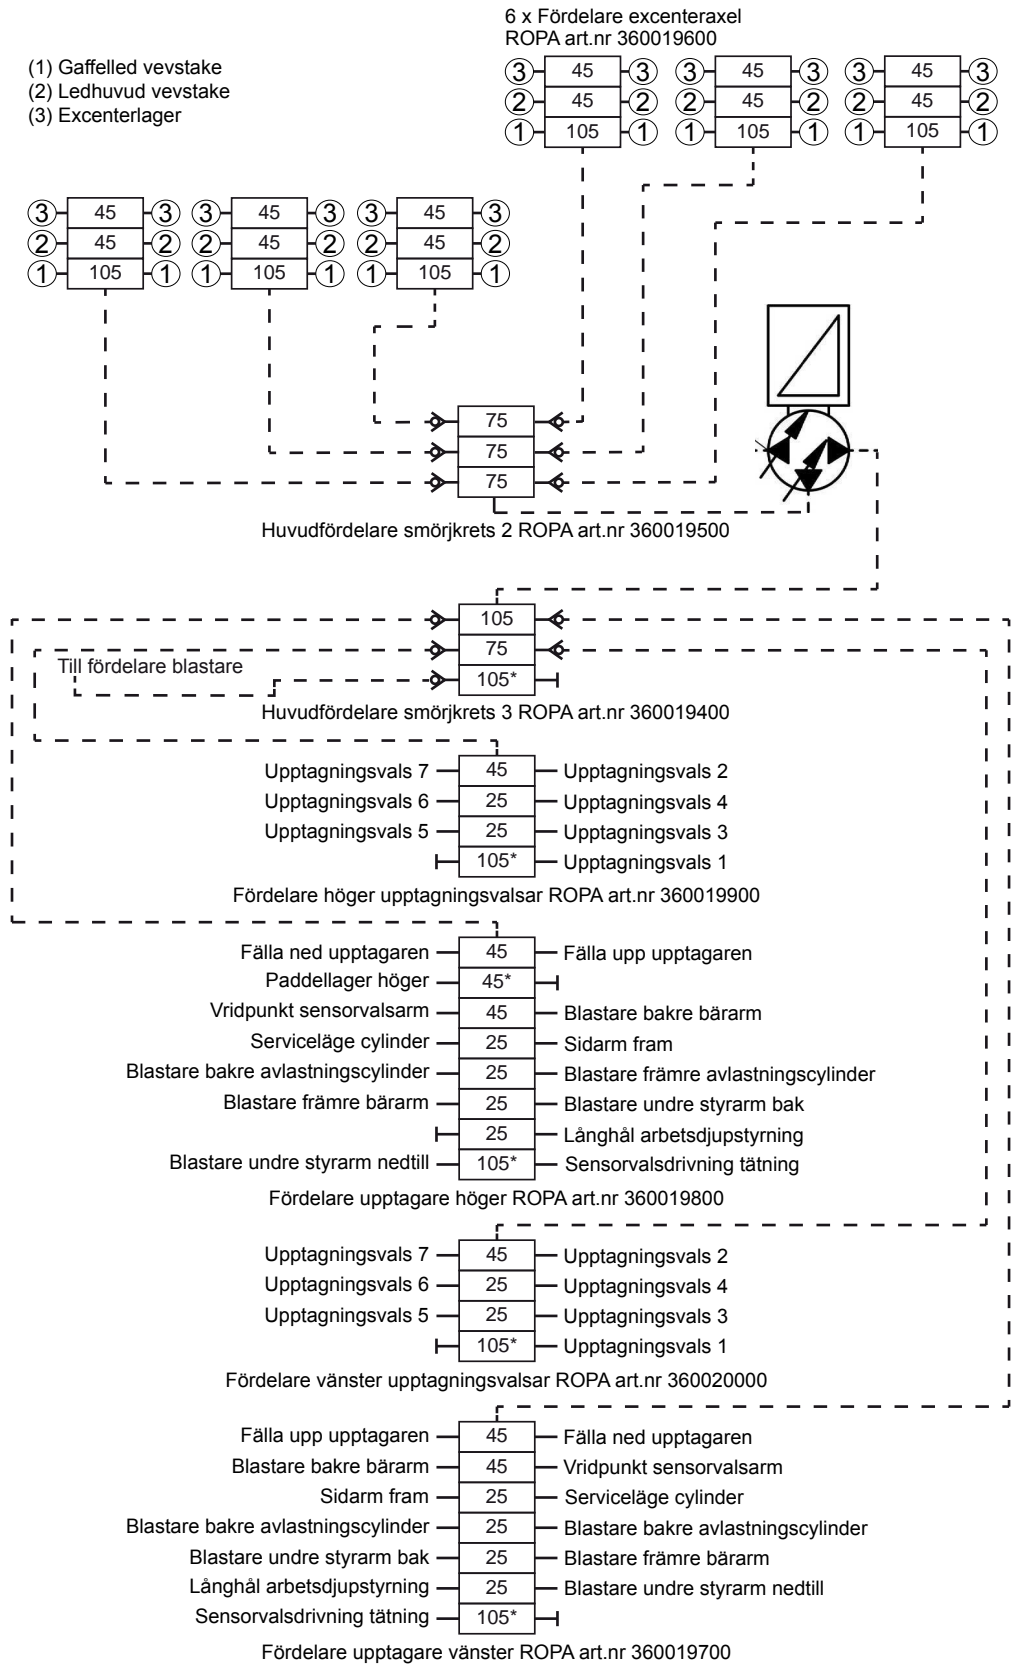 6 x Fördelare excenteraxel
ROPA art.nr 360019600
(1) Gaffelled vevstake
(2) Ledhuvud vevstake
(3) Excenterlager
3 45 3 3 45 3 3 45 3
2 45 2 2 45 2 2 45 2
1 105 1 1 105 1 1 105 1
3 45 3 3 45 3 3 45 3
2 45 2 2 45 2 2 45 2
1 105 1 1 105 1 1 105 1
75
75
75
Huvudfördelare smörjkrets 2 ROPA art.nr 360019500
105
75
Till fördelare blastare
105*
Huvudfördelare smörjkrets 3 ROPA art.nr 360019400
Upptagningsvals 7 45 Upptagningsvals 2
Upptagningsvals 6 25 Upptagningsvals 4
Upptagningsvals 5 25 Upptagningsvals 3
105* Upptagningsvals 1
Fördelare höger upptagningsvalsar ROPA art.nr 360019900
Fälla ned upptagaren 45 Fälla upp upptagaren
Paddellager höger 45*
Vridpunkt sensorvalsarm 45 Blastare bakre bärarm
Serviceläge cylinder 25 Sidarm fram
Blastare bakre avlastningscylinder 25 Blastare främre avlastningscylinder
Blastare främre bärarm 25 Blastare undre styrarm bak
25 Långhål arbetsdjupstyrning
Blastare undre styrarm nedtill 105* Sensorvalsdrivning tätning
Fördelare upptagare höger ROPA art.nr 360019800
Upptagningsvals 7 45 Upptagningsvals 2
Upptagningsvals 6 25 Upptagningsvals 4
Upptagningsvals 5 25 Upptagningsvals 3
105* Upptagningsvals 1
Fördelare vänster upptagningsvalsar ROPA art.nr 360020000
Fälla upp upptagaren 45 Fälla ned upptagaren
Blastare bakre bärarm 45 Vridpunkt sensorvalsarm
Sidarm fram 25 Serviceläge cylinder
Blastare bakre avlastningscylinder 25 Blastare bakre avlastningscylinder
Blastare undre styrarm bak 25 Blastare främre bärarm
Långhål arbetsdjupstyrning 25 Blastare undre styrarm nedtill
Sensorvalsdrivning tätning 105*
Fördelare upptagare vänster ROPA art.nr 360019700